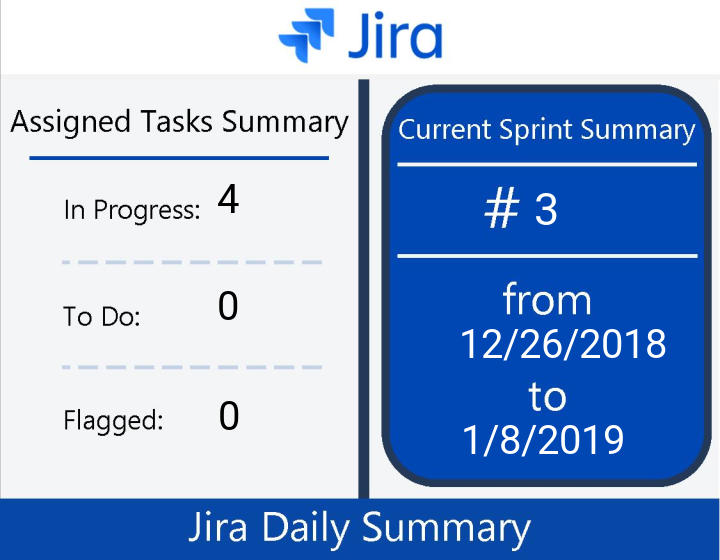 Jira
Assigned Tasks Summary
In Progress: 4
To Do: 0
Flagged: 0
Current Sprint Summary
# 3
from
12/26/2018
to
1/8/2019
Jira Daily Summary